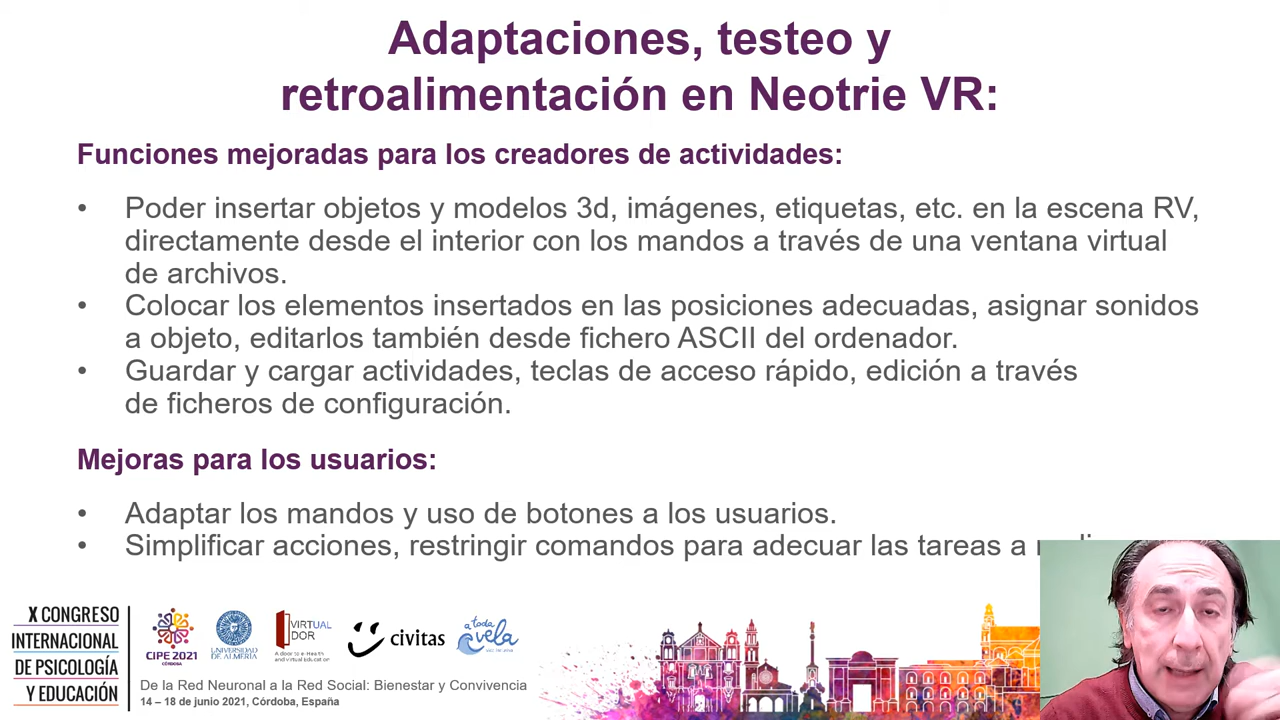 Adaptaciones, testeo y
retroalimentación en Neotrie VR:
Funciones mejoradas para los creadores de actividades:
• Poder insertar objetos y modelos 3d, imágenes, etiquetas, etc. en la escena RV,
directamente desde el interior con los mandos a través de una ventana virtual
de archivos.
• Colocar los elementos insertados en las posiciones adecuadas, asignar sonidos
a objeto, editarlos también desde fichero ASCII del ordenador.
• Guardar y cargar actividades, teclas de acceso rápido, edición a través
de ficheros de configuración.
Mejoras para los usuarios:
• Adaptar los mandos y uso de botones a los usuarios.
• Simplificar acciones, restringir comandos para adecuar las tareas a
X CONGRESO
INTERNACIONAL
DE PSICOLOGÍA
Y EDUCACIÓN
CIPE 2021
CÓRDOBA
UNIVERSIDAD
DE ALMERÍA
VIRTUAL
DOR
A door to e-Health
and Virtual Education
civitas
a toda
vela
De la Red Neuronal a la Red Social: Bienestar y Convivencia
14 – 18 de junio 2021, Córdoba, España